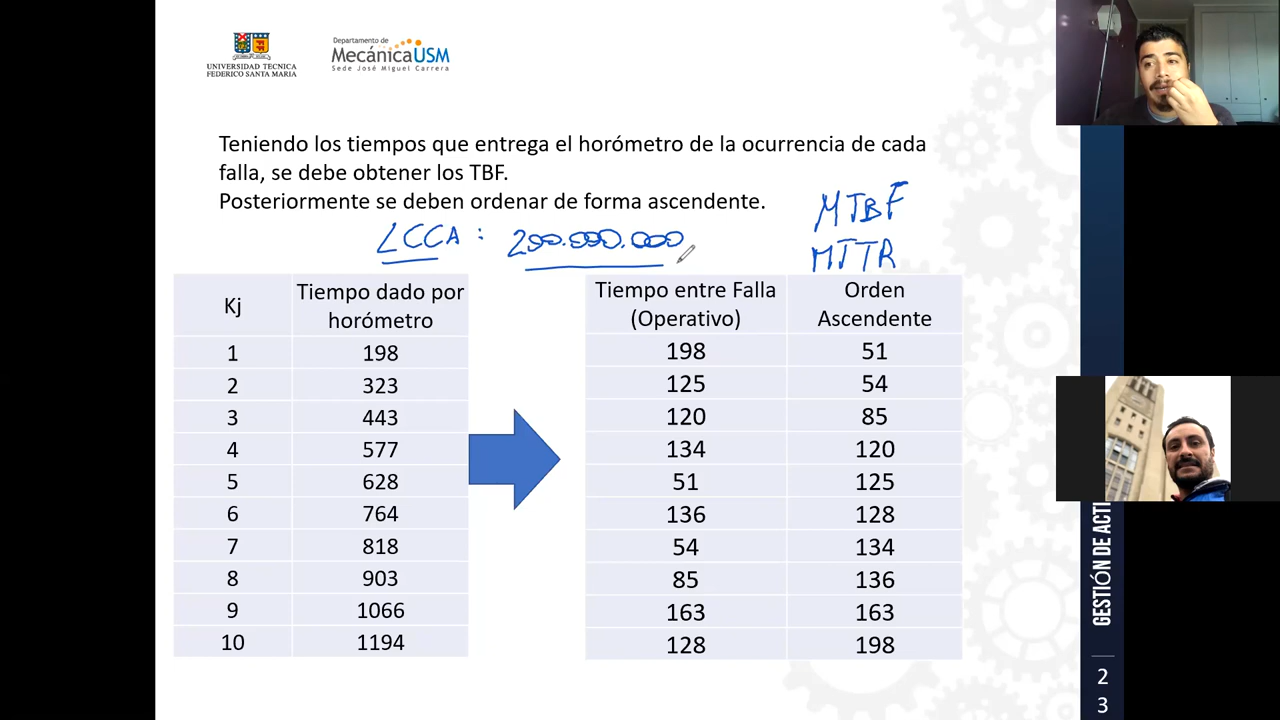 UNIVERSIDAD TECNICA
FEDERICO SANTA MARIA
Departamento de
MecánicaUSM
Sede José Miguel Carrera
Teniendo los tiempos que entrega el horómetro de la ocurrencia de cada
falla, se debe obtener los TBF.
Posteriormente se deben ordenar de forma ascendente.
MTBF
MTTR
LCCA : 200.000.000
Kj Tiempo dado por horómetro
1 198
2 323
3 443
4 577
5 628
6 764
7 818
8 903
9 1066
10 1194
Tiempo entre Falla (Operativo) Orden Ascendente
198 51
125 54
120 85
134 120
51 125
136 128
54 134
85 136
163 163
128 198
GESTIÓN DE ACTI
2
3